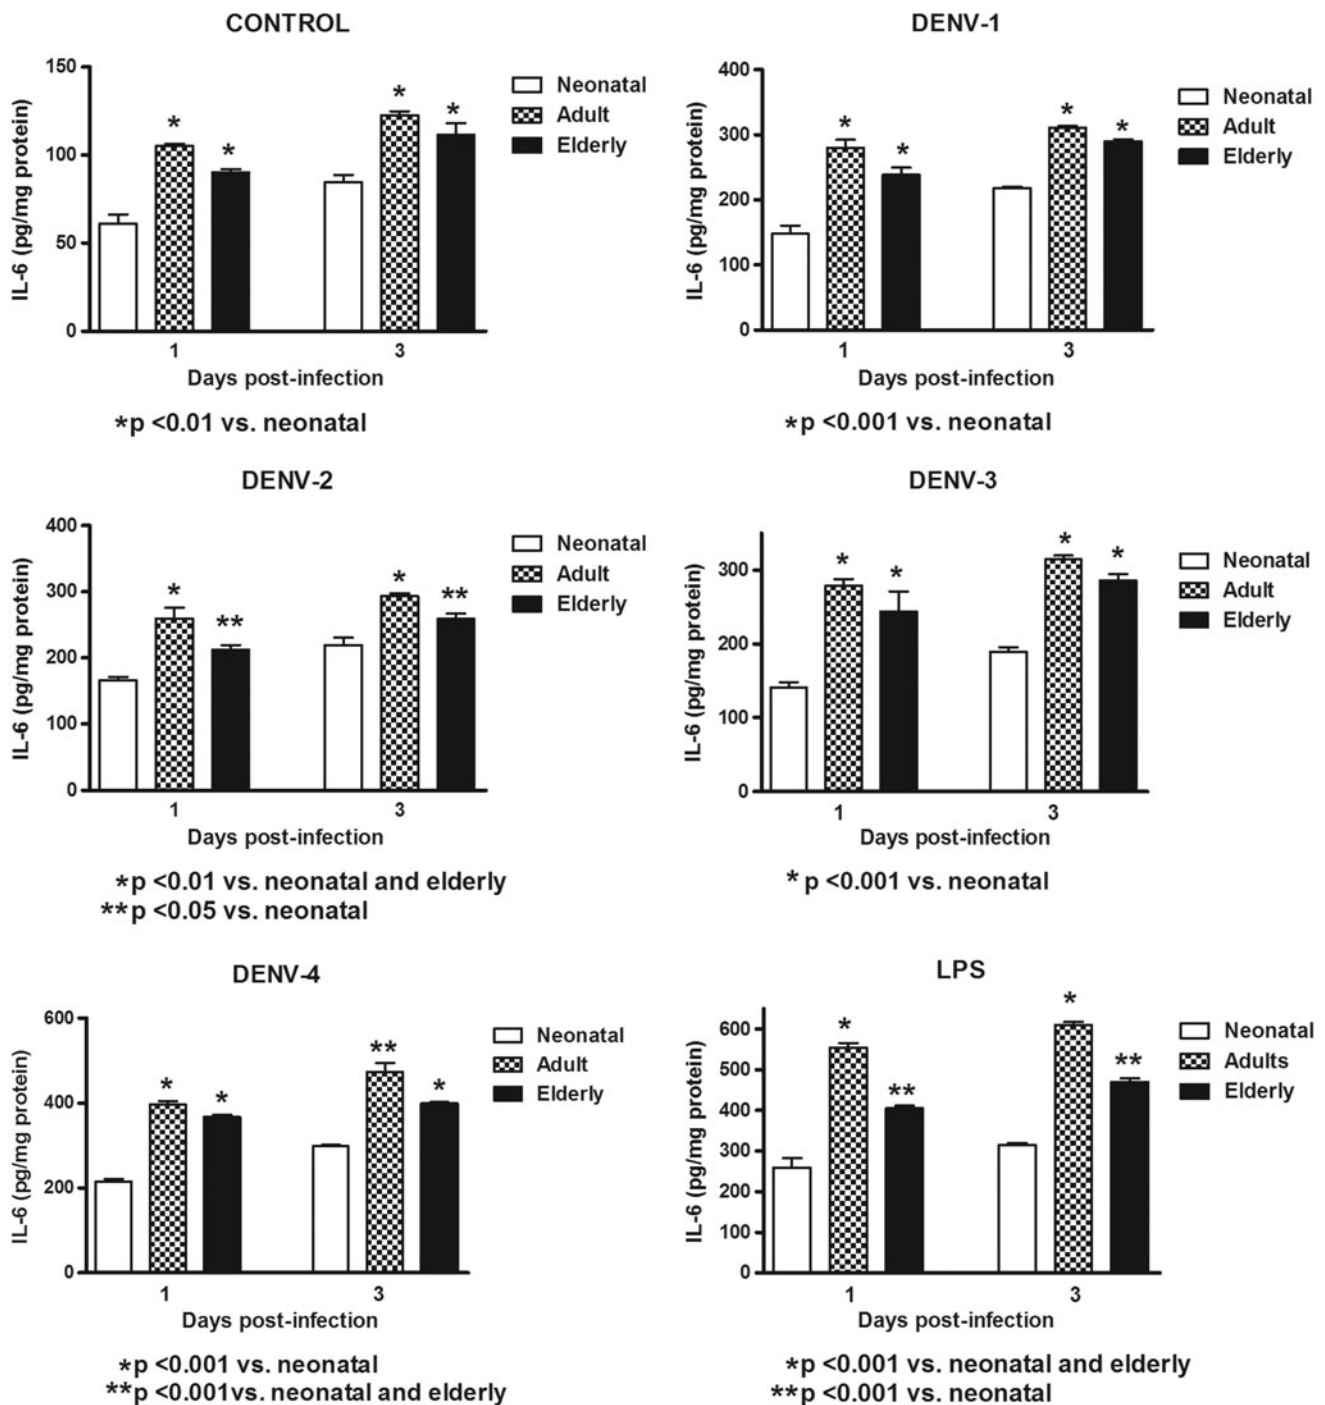 CONTROL
150
100
50
0
IL-6 (pg/mg protein)
*
*
*
*
Neonatal
Adult
Elderly
1
3
Days post-infection
*p <0.01 vs. neonatal
DENV-1
400
300
200
100
0
IL-6 (pg/mg protein)
*
*
*
*
Neonatal
Adult
Elderly
1
3
Days post-infection
*p <0.001 vs. neonatal
DENV-2
400
300
200
100
0
IL-6 (pg/mg protein)
*
**
*
**
Neonatal
Adult
Elderly
1
3
Days post-infection
*p <0.01 vs. neonatal and elderly
**p <0.05 vs. neonatal
DENV-3
300
200
100
0
IL-6 (pg/mg protein)
*
*
*
*
Neonatal
Adult
Elderly
1
3
Days post-infection
*p <0.001 vs. neonatal
DENV-4
600
400
200
0
IL-6 (pg/mg protein)
*
*
**
*
Neonatal
Adult
Elderly
1
3
Days post-infection
*p <0.001 vs. neonatal
**p <0.001vs. neonatal and elderly
LPS
600
500
400
300
200
100
0
IL-6 (pg/mg protein)
*
**
*
**
Neonatal
Adults
Elderly
1
3
Days post-infection
*p <0.001 vs. neonatal and elderly
**p <0.001 vs. neonatal